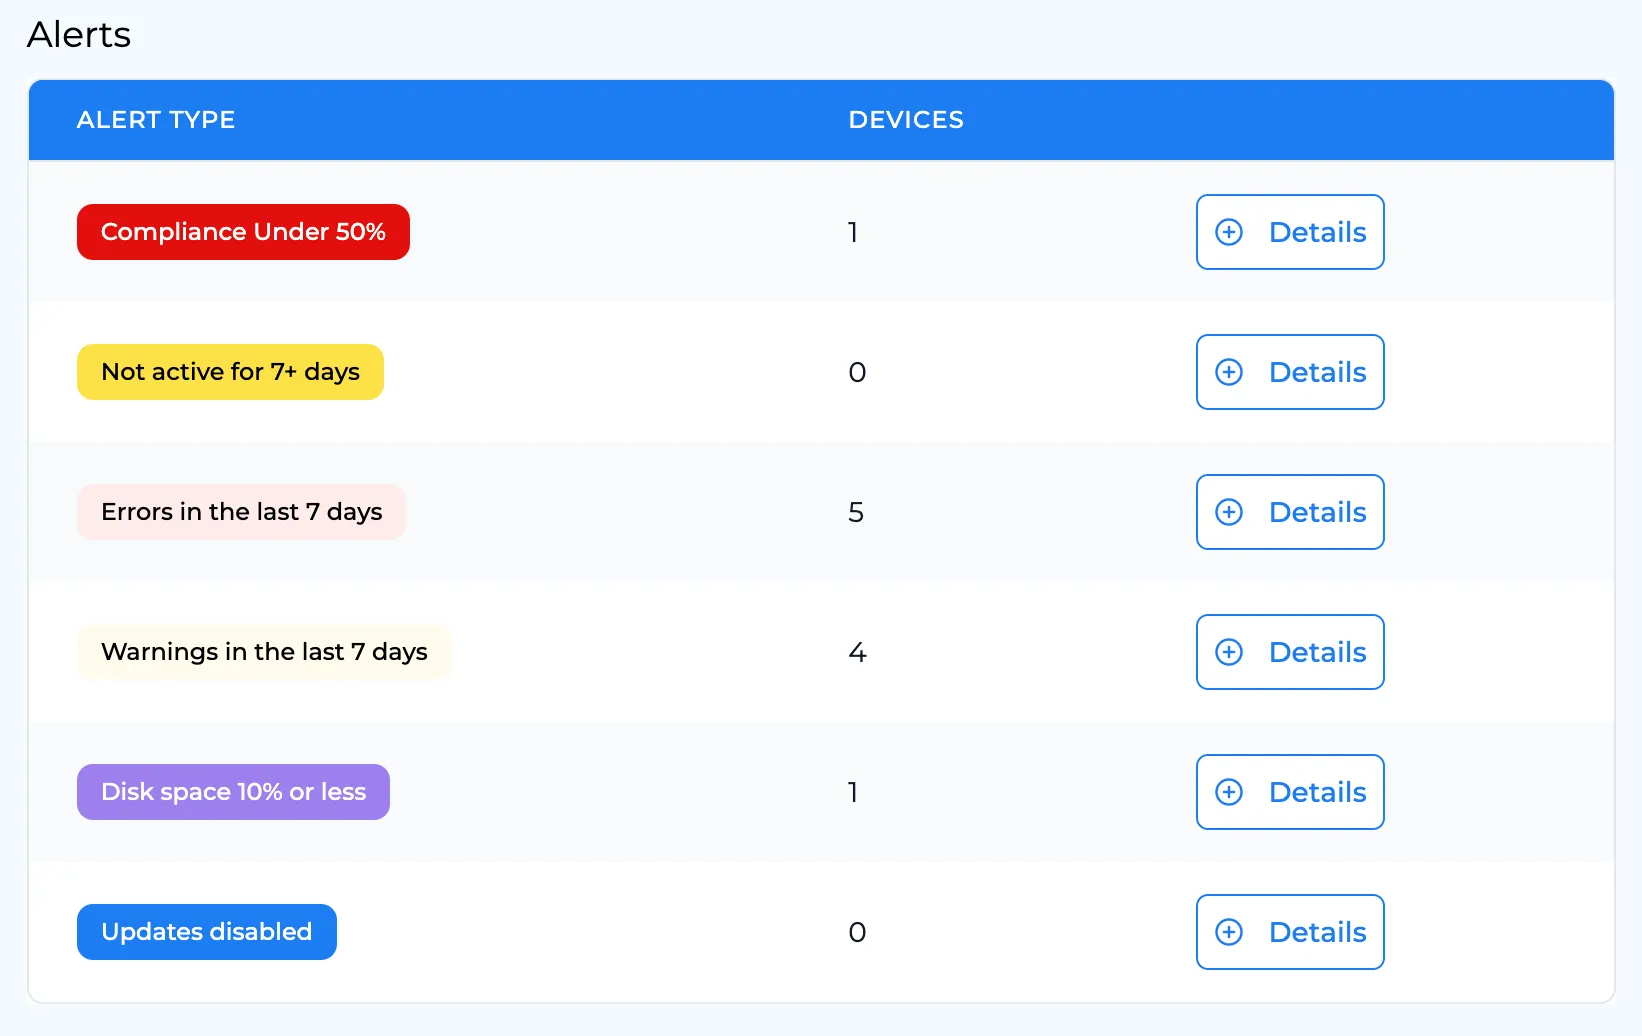 Alerts
ALERT TYPE DEVICES
Compliance Under 50% 1 Details
Not active for 7+ days 0 Details
Errors in the last 7 days 5 Details
Warnings in the last 7 days 4 Details
Disk space 10% or less 1 Details
Updates disabled 0 Details